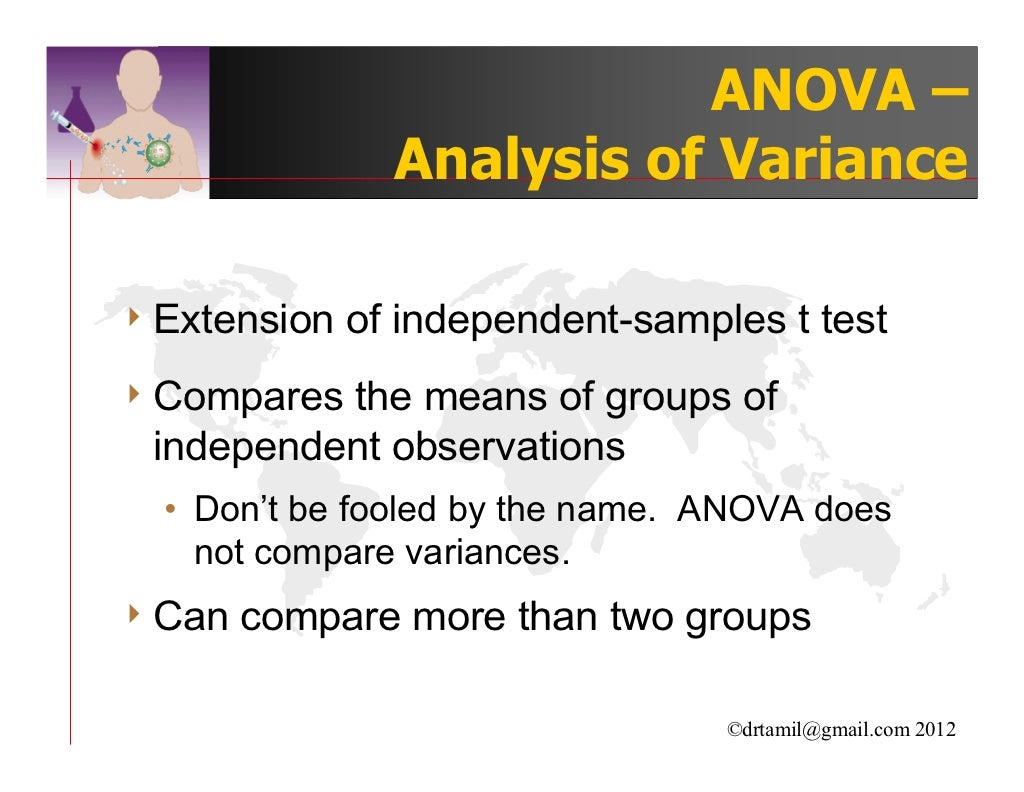 ANOVA –
Analysis of Variance
Extension of independent-samples t test
Compares the means of groups of
independent observations
• Don’t be fooled by the name.  ANOVA does
not compare variances.
Can compare more than two groups
©drtamil@gmail.com 2012